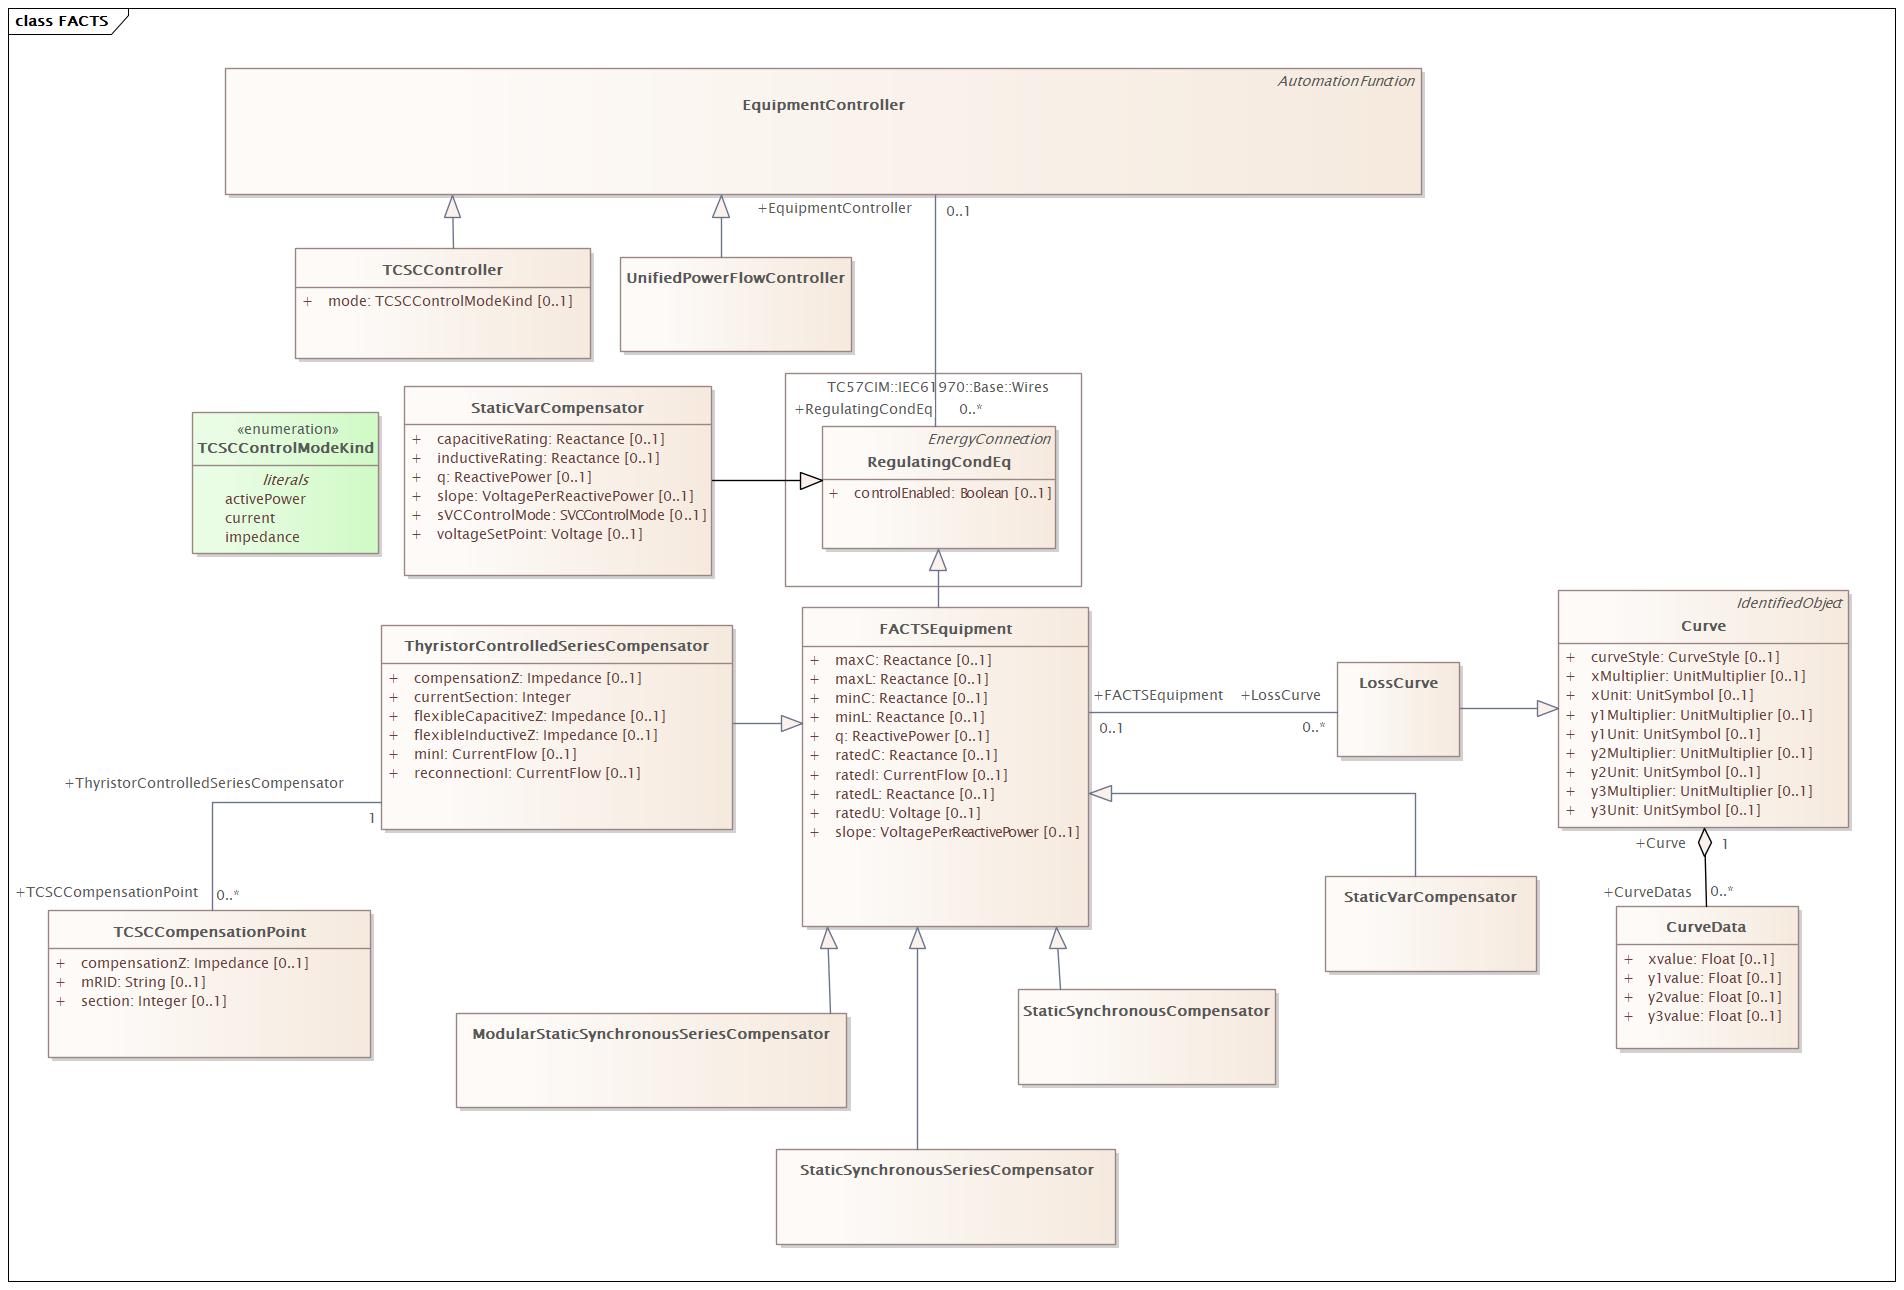 class FACTS
AutomationFunction
EquipmentController
+EquipmentController
0..1
TCSCController
+ mode: TCSCControlModeKind [0..1]
UnifiedPowerFlowController
TC57CIM::IEC61970::Base::Wires
+RegulatingCondEq
0..*
EnergyConnection
RegulatingCondEq
+ controlEnabled: Boolean [0..1]
StaticVarCompensator
+ capacitiveRating: Reactance [0..1]
+ inductiveRating: Reactance [0..1]
+ q: ReactivePower [0..1]
+ slope: VoltagePerReactivePower [0..1]
+ sVCControlMode: SVCControlMode [0..1]
+ voltageSetPoint: Voltage [0..1]
«enumeration»
TCSCControlModeKind
literals
activePower
current
impedance
ThyristorControlledSeriesCompensator
+ compensationZ: Impedance [0..1]
+ currentSection: Integer
+ flexibleCapacitiveZ: Impedance [0..1]
+ flexibleInductiveZ: Impedance [0..1]
+ minI: CurrentFlow [0..1]
+ reconnectionI: CurrentFlow [0..1]
FACTSEquipment
+ maxC: Reactance [0..1]
+ maxL: Reactance [0..1]
+ minC: Reactance [0..1]
+ minL: Reactance [0..1]
+ q: ReactivePower [0..1]
+ ratedC: Reactance [0..1]
+ ratedI: CurrentFlow [0..1]
+ ratedL: Reactance [0..1]
+ ratedU: Voltage [0..1]
+ slope: VoltagePerReactivePower [0..1]
+FACTSEquipment
0..1
+LossCurve
0..*
LossCurve
IdentifiedObject
Curve
+ curveStyle: CurveStyle [0..1]
+ xMultiplier: UnitMultiplier [0..1]
+ xUnit: UnitSymbol [0..1]
+ y1Multiplier: UnitMultiplier [0..1]
+ y1Unit: UnitSymbol [0..1]
+ y2Multiplier: UnitMultiplier [0..1]
+ y2Unit: UnitSymbol [0..1]
+ y3Multiplier: UnitMultiplier [0..1]
+ y3Unit: UnitSymbol [0..1]
+Curve
1
+CurveDatas
0..*
CurveData
+ xvalue: Float [0..1]
+ y1value: Float [0..1]
+ y2value: Float [0..1]
+ y3value: Float [0..1]
+ThyristorControlledSeriesCompensator
1
+TCSCCompensationPoint
0..*
TCSCCompensationPoint
+ compensationZ: Impedance [0..1]
+ mRID: String [0..1]
+ section: Integer [0..1]
StaticVarCompensator
StaticSynchronousCompensator
ModularStaticSynchronousSeriesCompensator
StaticSynchronousSeriesCompensator